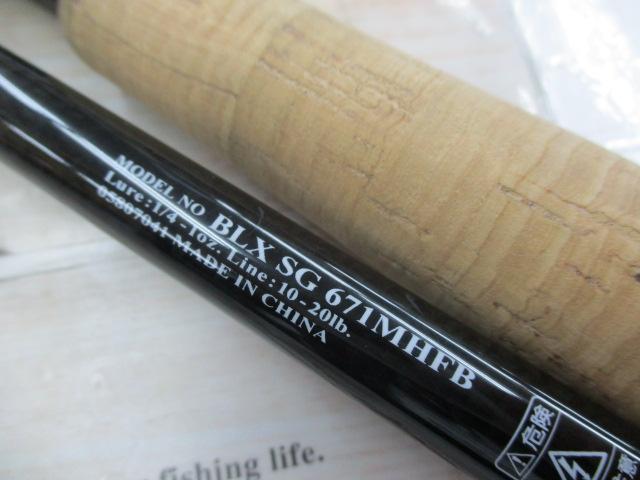 MODEL NO BLX SG 671MHFB
Lure:1/4-1oz. Line:10-20lb.
05807041 MADE IN CHINA
危険
fishing life.